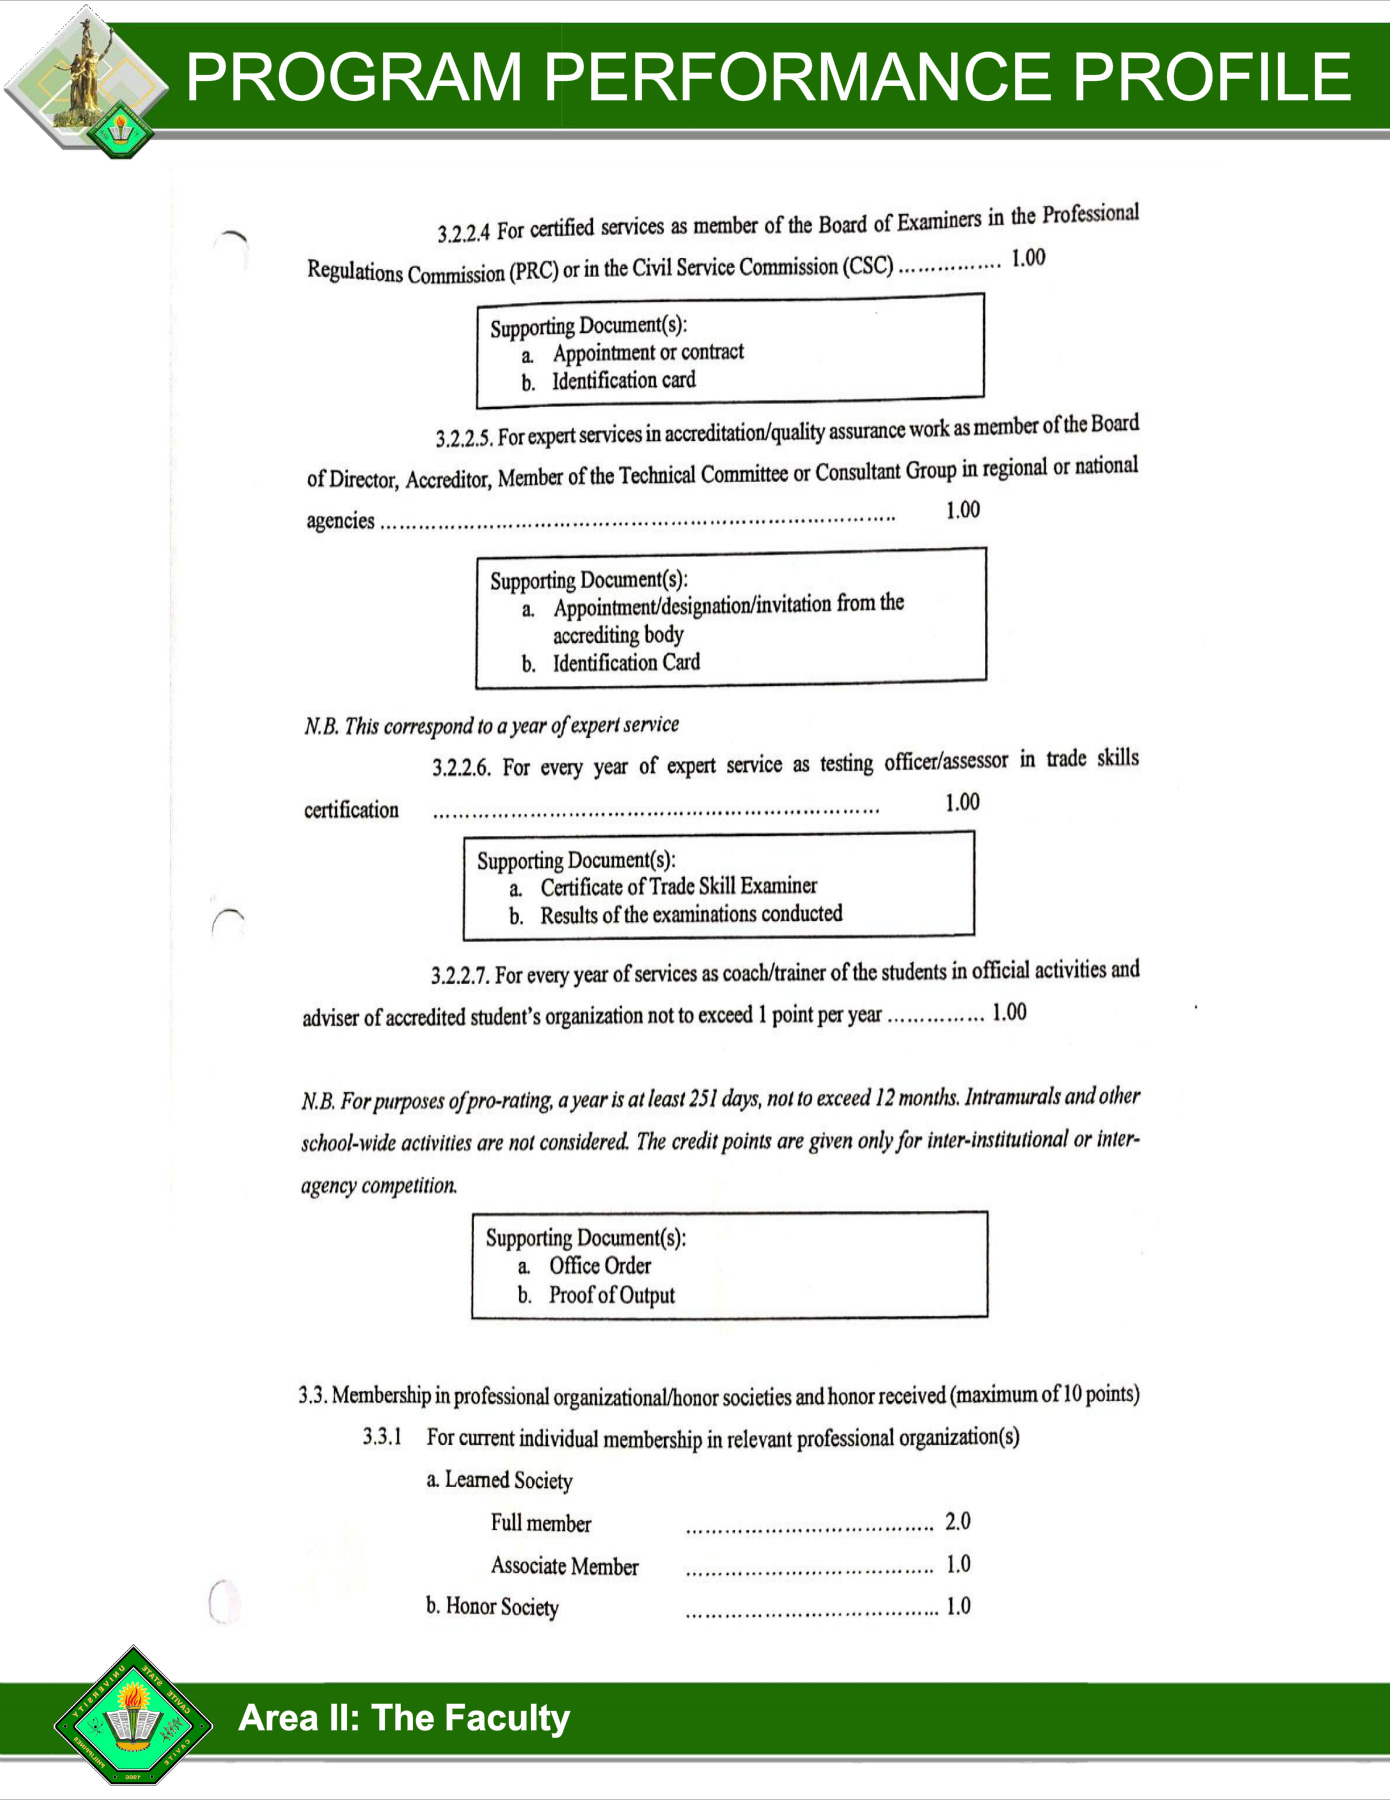 PROGRAM PERFORMANCE PROFILE
3.2.2.4 For certified services as member of the Board of Examiners in the Professional
Regulations Commission (PRC) or in the Civil Service Commission (CSC) ................ 1.00
Supporting Document(s):
a. Appointment or contract
b. Identification card
3.2.2.5. For expert services in accreditation/quality assurance work as member of the Board
of Director, Accreditor, Member of the Technical Committee or Consultant Group in regional or national
agencies ................................................................................ 1.00
Supporting Document(s):
a. Appointment/designation/invitation from the
accrediting body
b. Identification Card
N.B. This correspond to a year of expert service
3.2.2.6. For every year of expert service as testing officer/assessor in trade skills
certification ...................................................................... 1.00
Supporting Document(s):
a. Certificate of Trade Skill Examiner
b. Results of the examinations conducted
3.2.2.7. For every year of services as coach/trainer of the students in official activities and
adviser of accredited student's organization not to exceed 1 point per year ............... 1.00
N.B. For purposes of pro-rating, a year is at least 251 days, not to exceed 12 months. Intramurals and other
school-wide activities are not considered. The credit points are given only for inter-institutional or inter-
agency competition.
Supporting Document(s):
a. Office Order
b. Proof of Output
3.3. Membership in professional organizational/honor societies and honor received (maximum of 10 points)
3.3.1 For current individual membership in relevant professional organization(s)
a. Learned Society
Full member ...................................... 2.0
Associate Member ...................................... 1.0
b. Honor Society ....................................... 1.0
CAVITE STATE UNIVERSITY
CAVITE
PHILIPPINES
1906
Area II: The Faculty